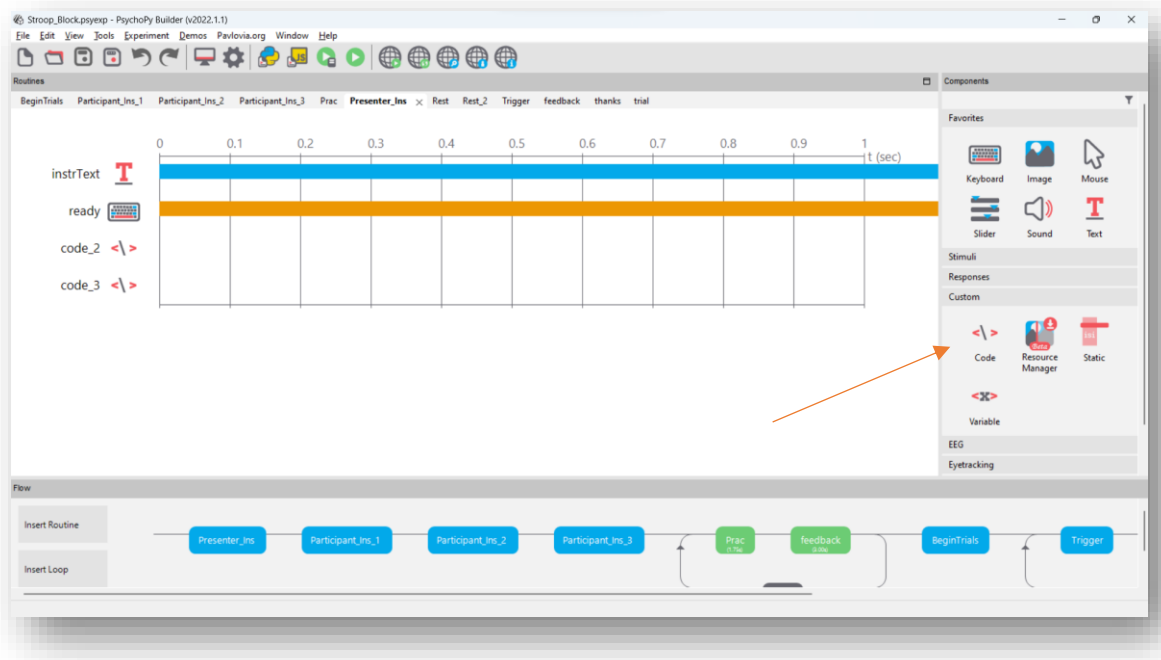 Stroop_Block.psyexp - PsychoPy Builder (v2022.1.1)
File Edit View Tools Experiment Demos Pavlovia.org Window Help
Routines
BeginTrials Participant_Ins_1 Participant_Ins_2 Participant_Ins_3 Prac Presenter_Ins Rest Rest_2 Trigger feedback thanks trial
0 0.1 0.2 0.3 0.4 0.5 0.6 0.7 0.8 0.9 1
t (sec)
instrText
ready
code_2
code_3
Components
Favorites
Keyboard Image Mouse
Slider Sound Text
Stimuli
Responses
Custom
Code Resource Manager Static
Beta
Variable
EEG
Eyetracking
Flow
Insert Routine
Insert Loop
Presenter_Ins Participant_Ins_1 Participant_Ins_2 Participant_Ins_3 Prac feedback BeginTrials Trigger